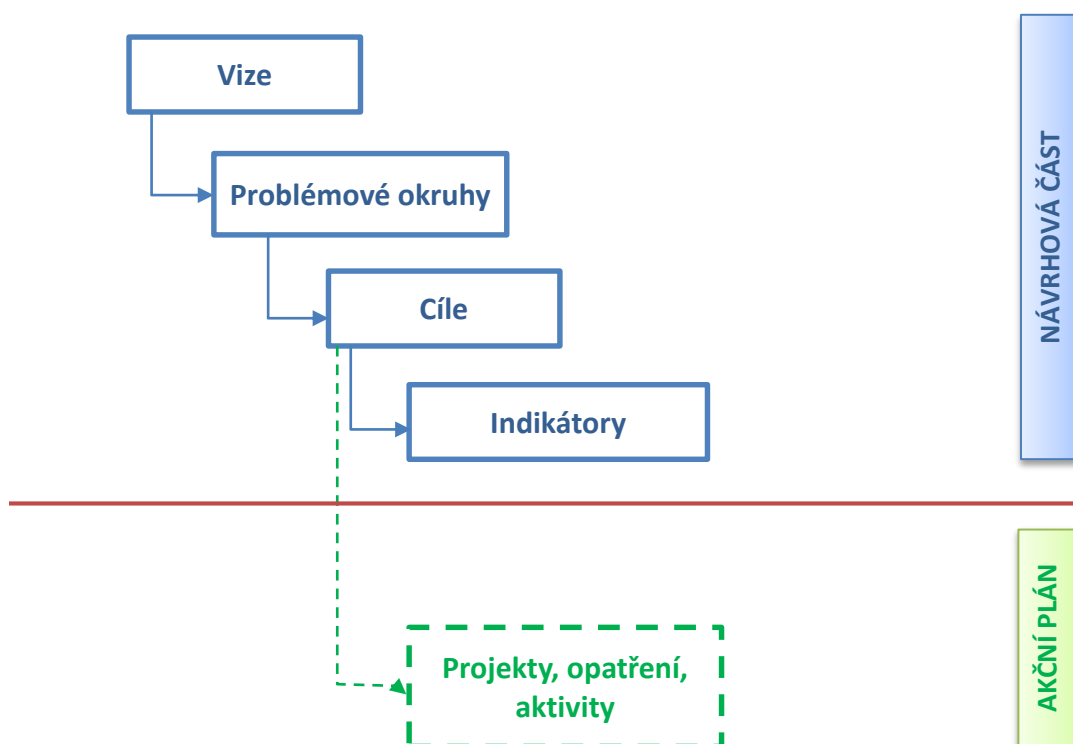 Vize
Problémové okruhy
Cíle
Indikátory
NÁVRHOVÁ ČÁST
Projekty, opatření,
aktivity
AKČNÍ PLÁN